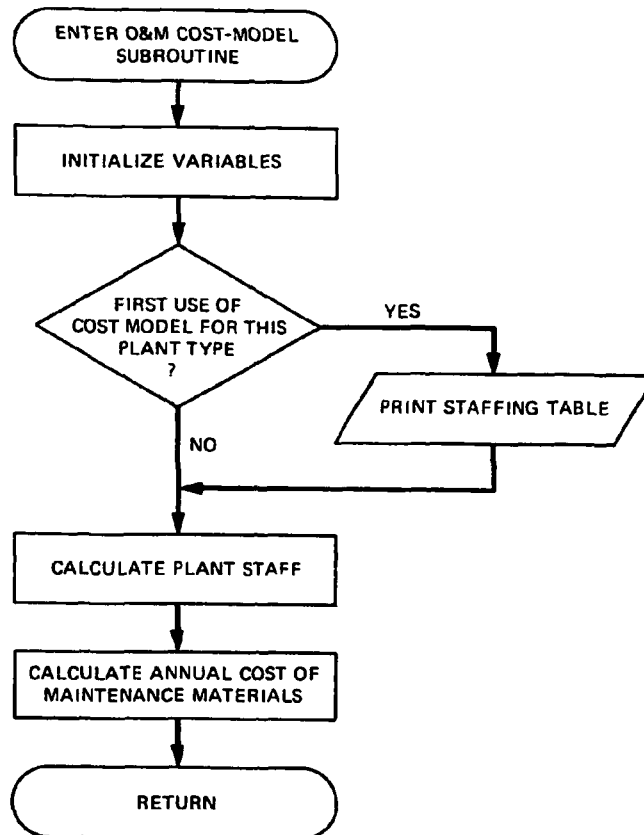 ENTER O&M COST-MODEL
SUBROUTINE
INITIALIZE VARIABLES
FIRST USE OF
COST MODEL FOR THIS
PLANT TYPE
?
YES
PRINT STAFFING TABLE
NO
CALCULATE PLANT STAFF
CALCULATE ANNUAL COST OF
MAINTENANCE MATERIALS
RETURN